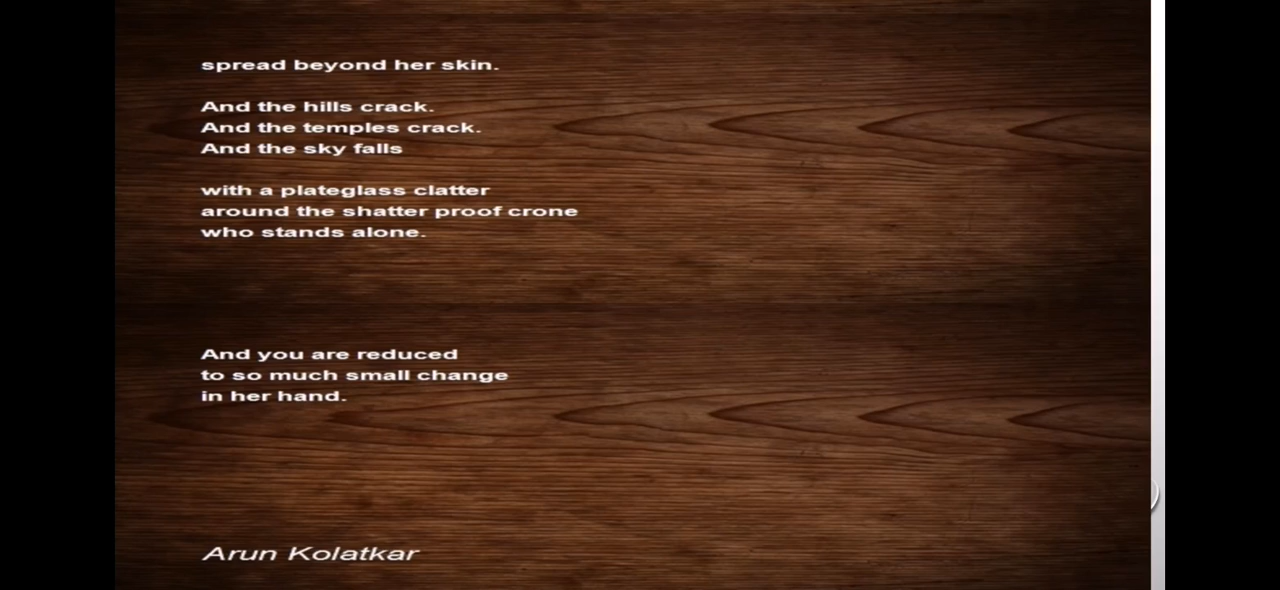 spread beyond her skin.
And the hills crack.
And the temples crack.
And the sky falls
with a plateglass clatter
around the shatter proof crone
who stands alone.
And you are reduced
to so much small change
in her hand.
Arun Kolatkar